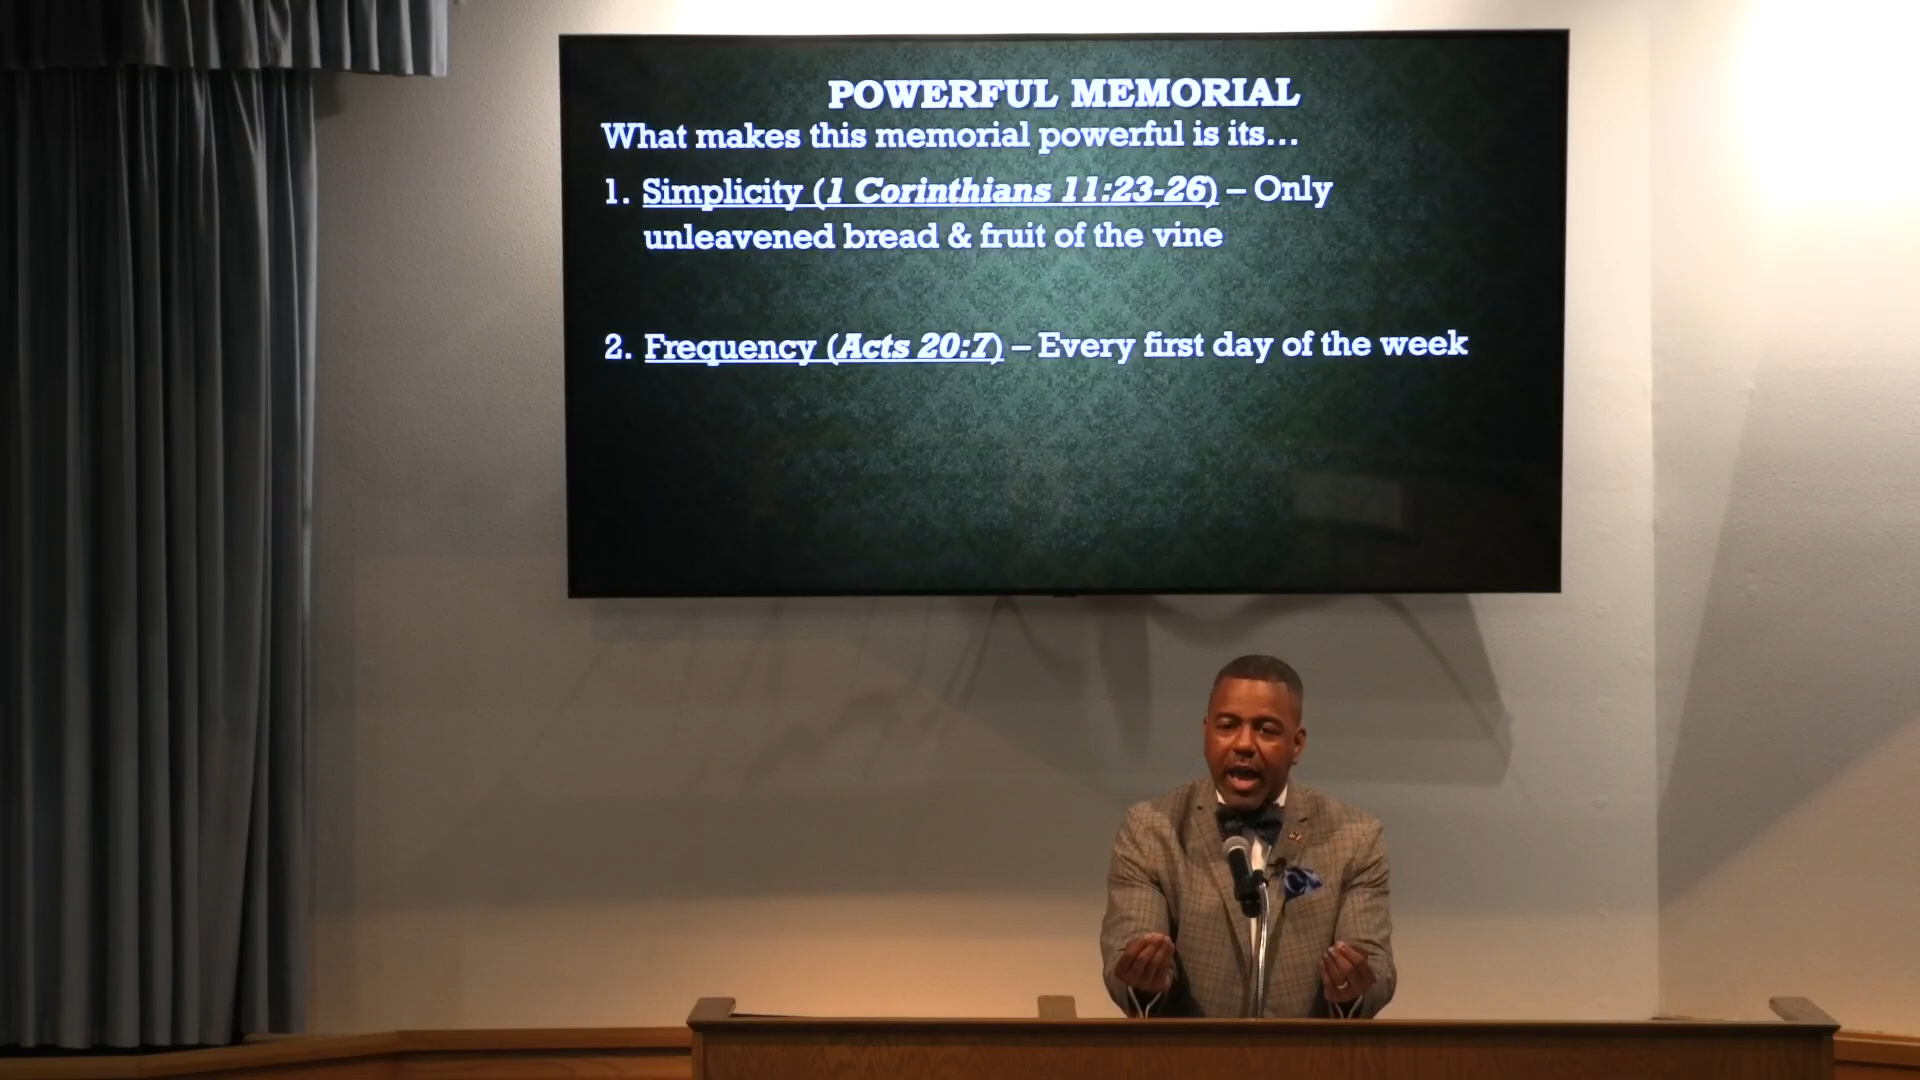 POWERFUL MEMORIAL
What makes this memorial powerful is its...
1. Simplicity (1 Corinthians 11:23-26) – Only
unleavened bread & fruit of the vine
2. Frequency (Acts 20:7) – Every first day of the week